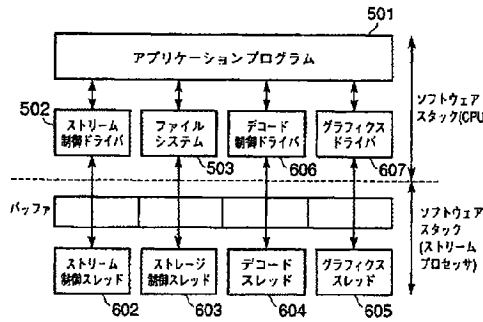 501
アプリケーションプログラム
502
ストリーム
制御ドライバ
ファイル
システム
503
デコード
制御ドライバ
606
グラフィクス
ドライバ
607
ソフトウェア
スタック(CPU
バッファ
ソフトウェア
スタック
(ストリーム
プロセッサ)
ストリーム
制御スレッド
602
ストレージ
制御スレッド
603
デコード
スレッド
604
グラフィクス
スレッド
605